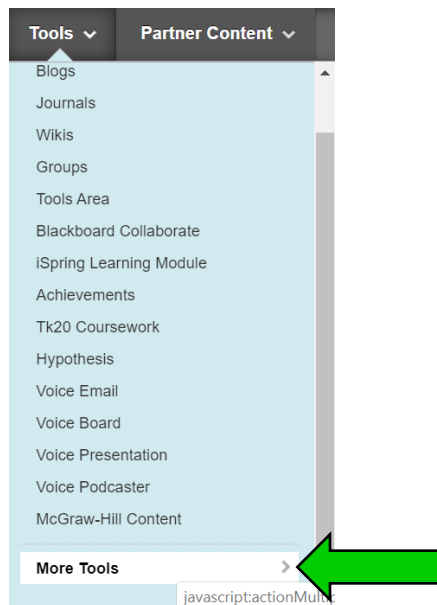 Tools Partner Content
Blogs
Journals
Wikis
Groups
Tools Area
Blackboard Collaborate
iSpring Learning Module
Achievements
Tk20 Coursework
Hypothesis
Voice Email
Voice Board
Voice Presentation
Voice Podcaster
McGraw-Hill Content
More Tools
javascript:actionMulti